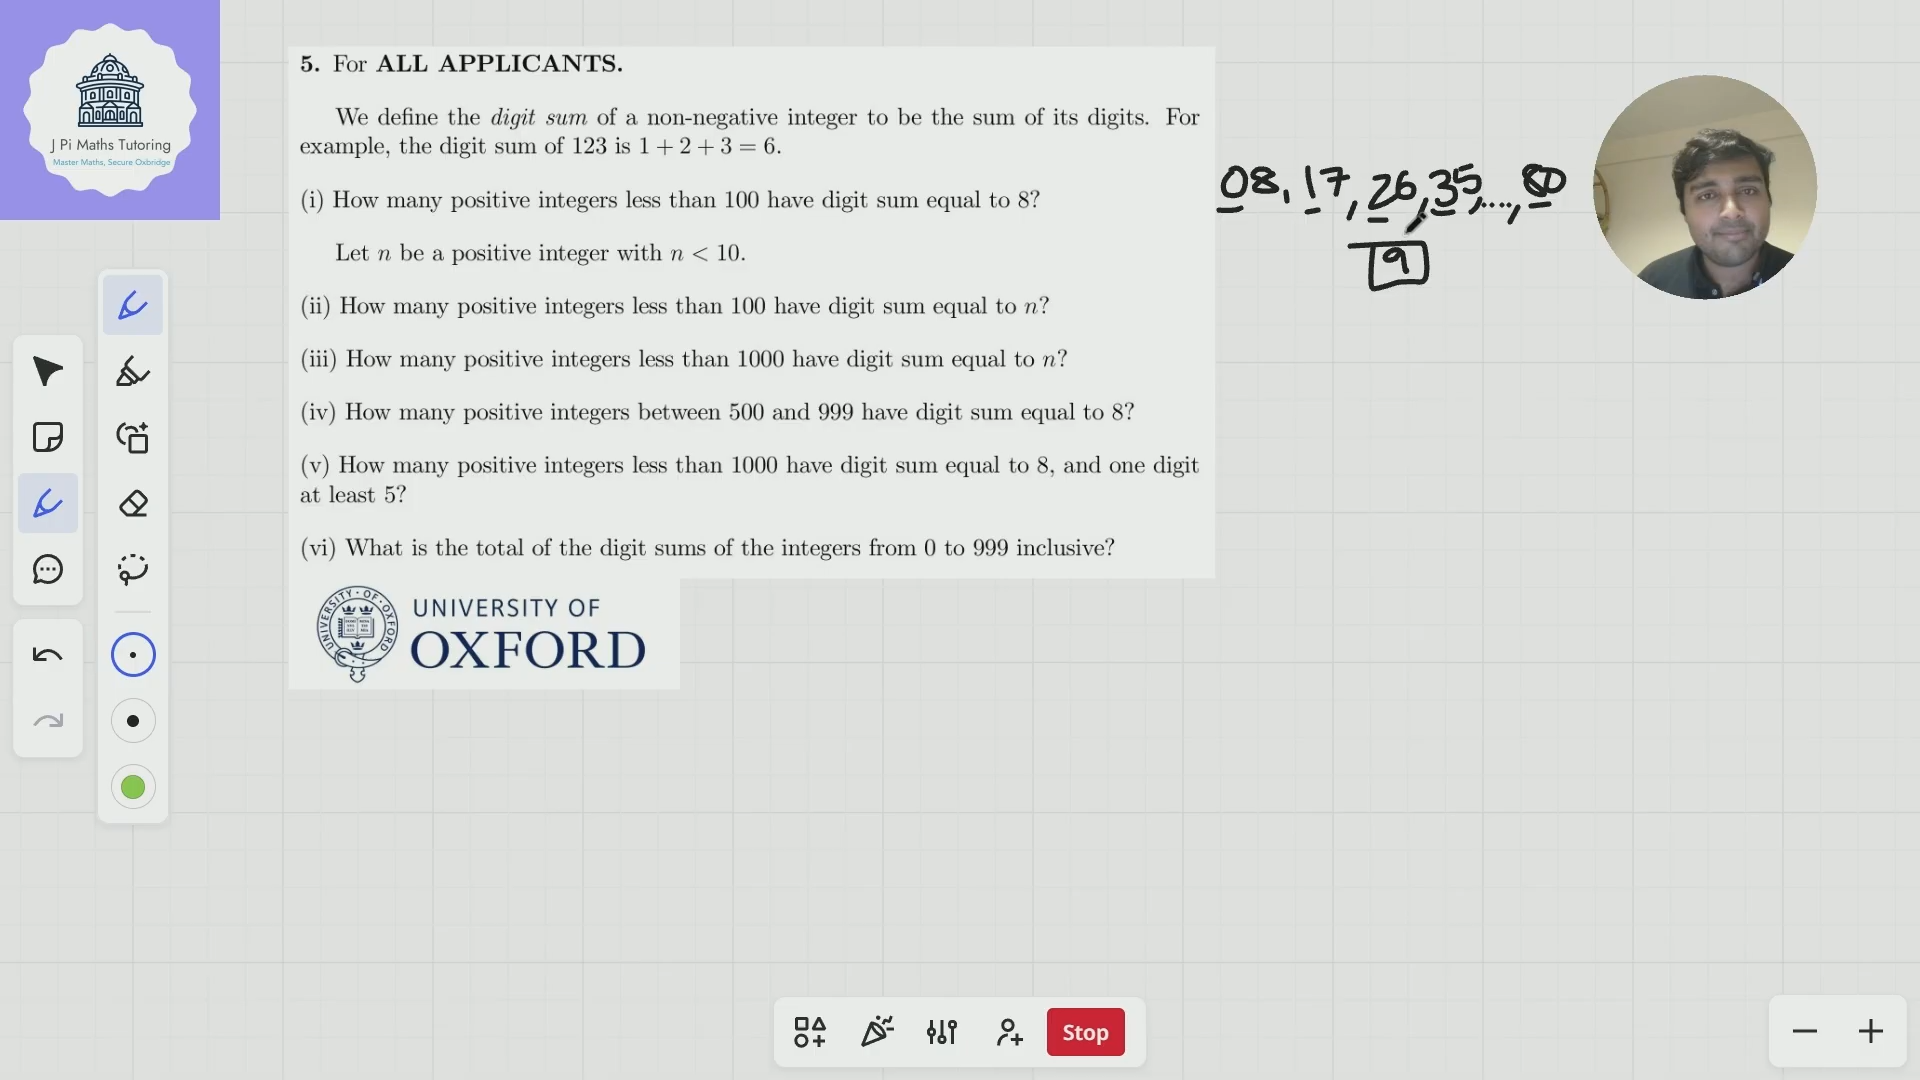 J Pi Maths Tutoring
Master Maths, Secure Oxbridge
5. For ALL APPLICANTS.
We define the digit sum of a non-negative integer to be the sum of its digits. For
example, the digit sum of 123 is 1 + 2 + 3 = 6.
(i) How many positive integers less than 100 have digit sum equal to 8?
08, 17, 26, 35, ...., 80
9
Let n be a positive integer with n < 10.
(ii) How many positive integers less than 100 have digit sum equal to n?
(iii) How many positive integers less than 1000 have digit sum equal to n?
(iv) How many positive integers between 500 and 999 have digit sum equal to 8?
(v) How many positive integers less than 1000 have digit sum equal to 8, and one digit
at least 5?
(vi) What is the total of the digit sums of the integers from 0 to 999 inclusive?
UNIVERSITY OF
OXFORD
Stop